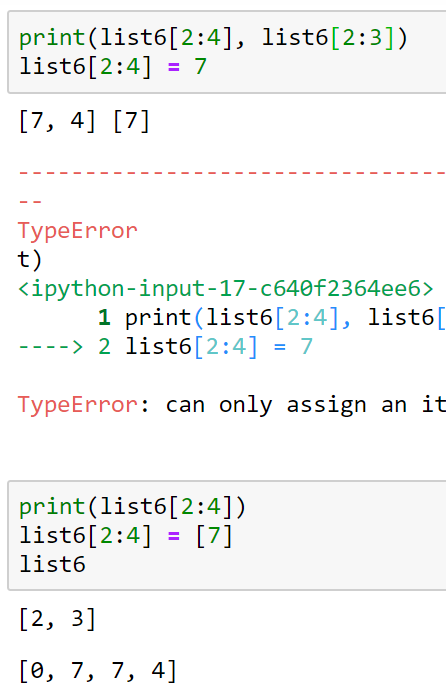 print(list6[2:4], list6[2:3])
list6[2:4] = 7
[7, 4] [7]
--------------------------------
--
TypeError
t)
<ipython-input-17-c640f2364ee6>
1 print(list6[2:4], list6[
----> 2 list6[2:4] = 7
TypeError: can only assign an it
print(list6[2:4])
list6[2:4] = [7]
list6
[2, 3]
[0, 7, 7, 4]